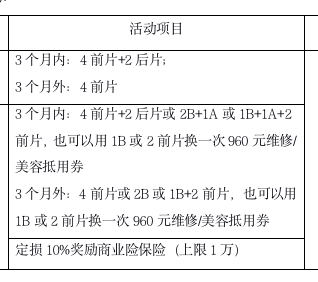 活动项目
3 个月内：4 前片+2 后片;
3 个月外：4 前片
3 个月内：4 前片+2 后片或 2B+1A 或 1B+1A+2
前片，也可以用 1B 或 2 前片换一次 960 元维修/
美容抵用券
3 个月外：4 前片或 2B 或 1B+2 前片，也可以用
1B 或 2 前片换一次 960 元维修/美容抵用券
定损 10%奖励商业险保险（上限 1 万）